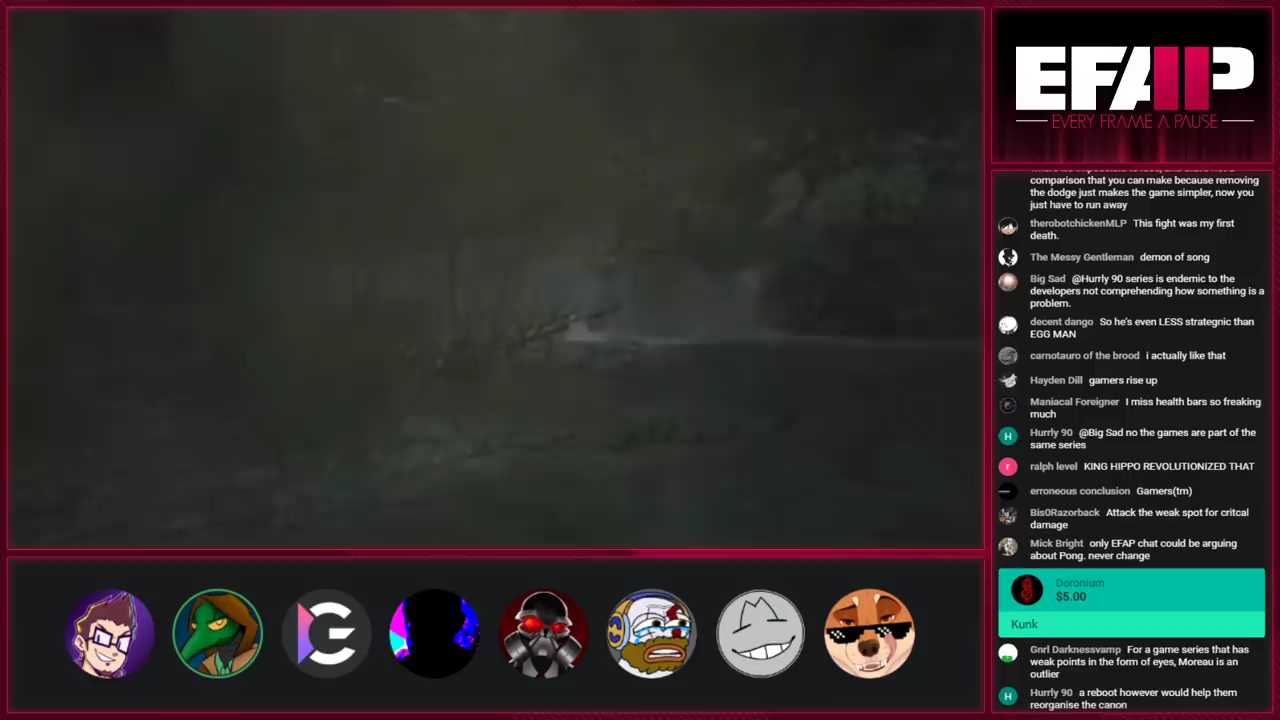 EFAP
EVERY FRAME A PAUSE
comparison that you can make because removing
the dodge just makes the game simpler, now you
just have to run away
therobotchickenMLP This fight was my first
death.
The Messy Gentleman demon of song
Big Sad @Hurrly 90 series is endemic to the
developers not comprehending how something is a
problem.
decent dango So he's even LESS strategnic than
EGG MAN
carnotauro of the brood i actually like that
Hayden Dill gamers rise up
Maniacal Foreigner I miss health bars so freaking
much
H
Hurrly 90 @Big Sad no the games are part of the
same series
r
ralph level KING HIPPO REVOLUTIONIZED THAT
erroneous conclusion Gamers(tm)
Bis0Razorback Attack the weak spot for critcal
damage
Mick Bright only EFAP chat could be arguing
about Pong. never change
Doronium
$5.00
Kunk
Gnrl Darknessvamp For a game series that has
weak points in the form of eyes, Moreau is an
outlier
H
Hurrly 90 a reboot however would help them
reorganise the canon